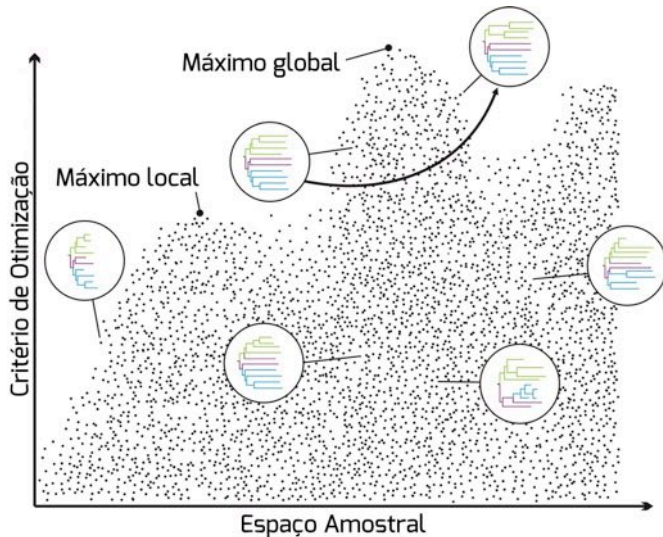 Máximo global
Máximo local
Critério de Otimização
Espaço Amostral